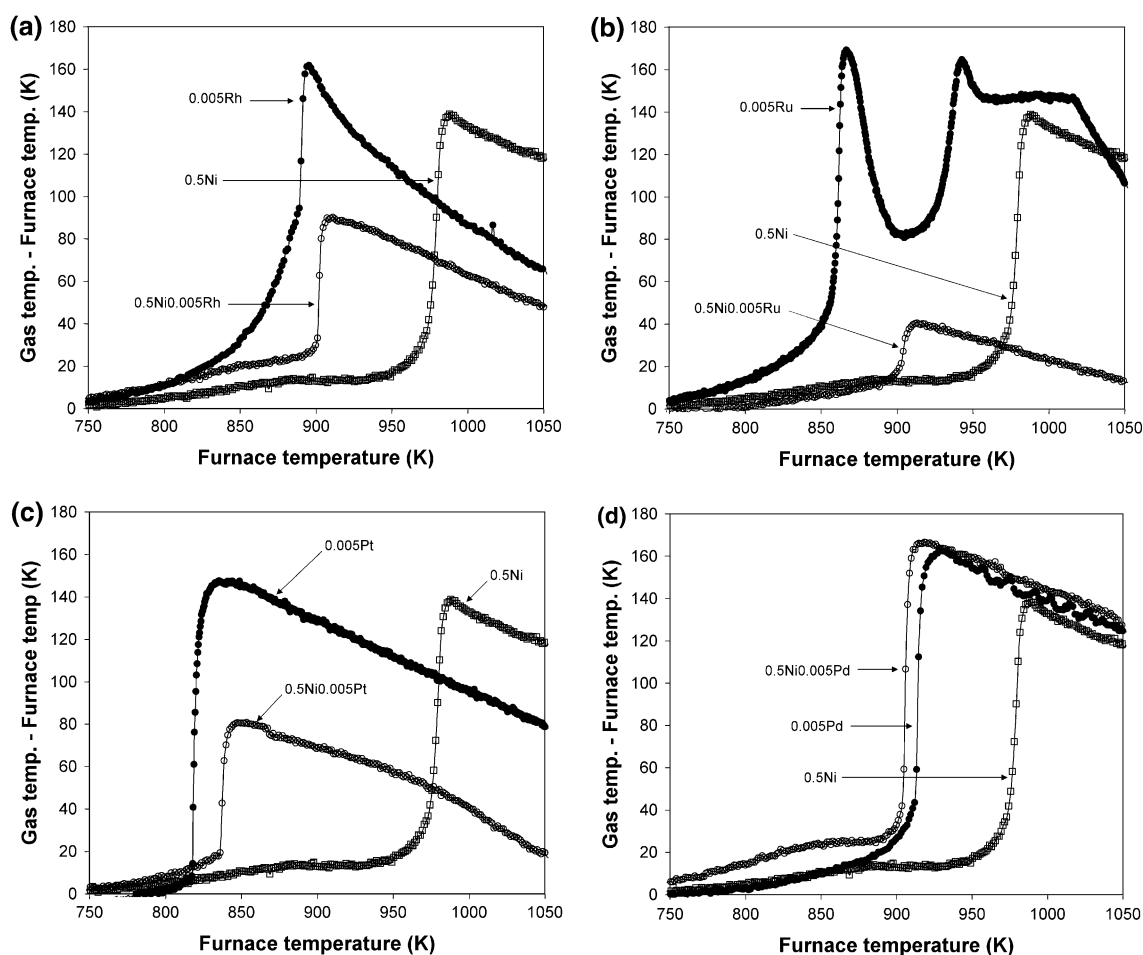 (a)
Gas temp. - Furnace temp. (K)
180
160
140
120
100
80
60
40
20
0
0.005Rh
0.5Ni
0.5Ni0.005Rh
750 800 850 900 950 1000 1050
Furnace temperature (K)
(b)
Gas temp. - Furnace temp. (K)
180
160
140
120
100
80
60
40
20
0
0.005Ru
0.5Ni
0.5Ni0.005Ru
750 800 850 900 950 1000 1050
Furnace temperature (K)
(c)
Gas temp. - Furnace temp (K)
180
160
140
120
100
80
60
40
20
0
0.005Pt
0.5Ni
0.5Ni0.005Pt
750 800 850 900 950 1000 1050
Furnace temperature (K)
(d)
Gas temp. - Furnace temp. (K)
180
160
140
120
100
80
60
40
20
0
0.5Ni0.005Pd
0.005Pd
0.5Ni
750 800 850 900 950 1000 1050
Furnace temperature (K)